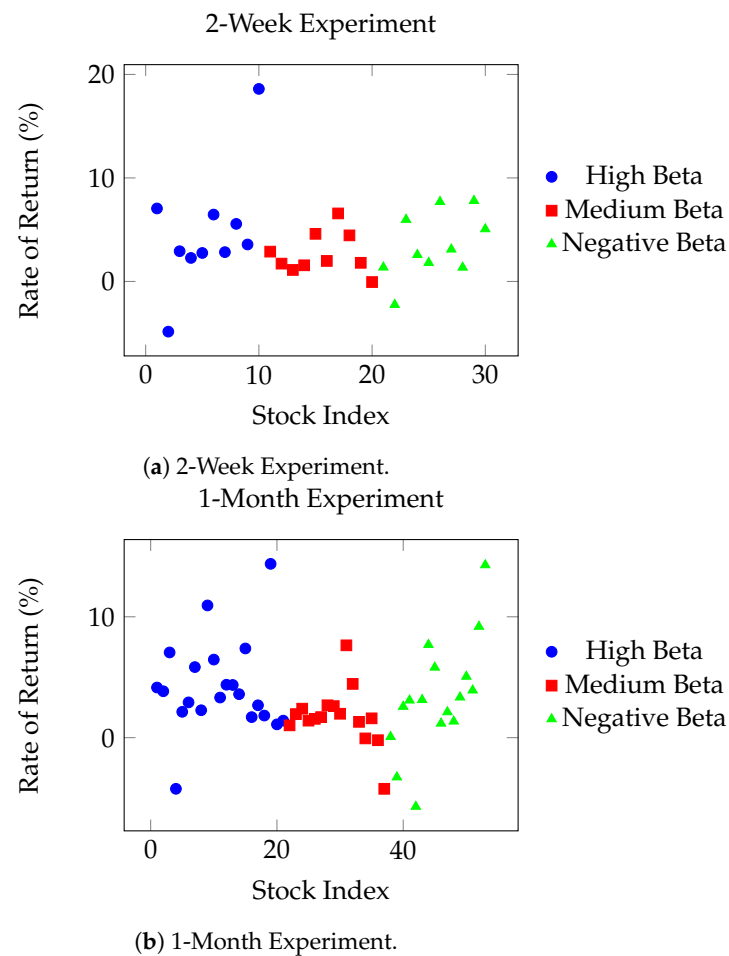 2-Week Experiment
20
10
0
Rate of Return (%)
0 10 20 30
Stock Index
High Beta
Medium Beta
Negative Beta
(a) 2-Week Experiment.
1-Month Experiment
10
0
Rate of Return (%)
0 20 40
Stock Index
High Beta
Medium Beta
Negative Beta
(b) 1-Month Experiment.